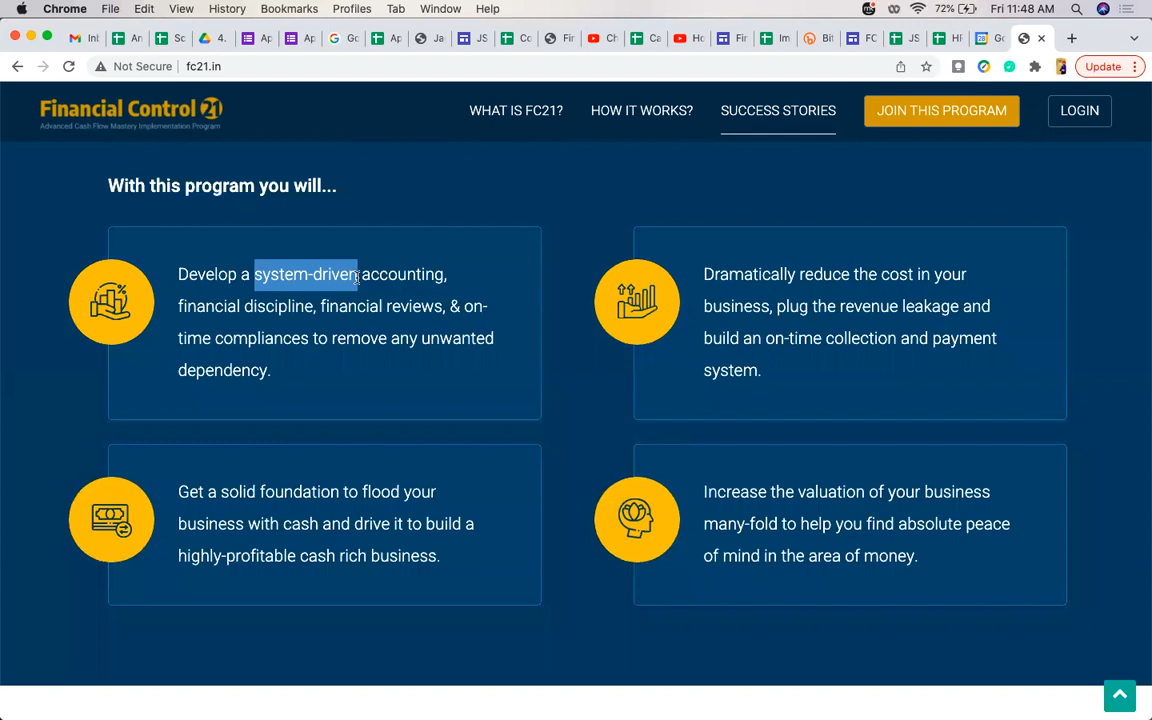 Chrome File Edit View History Bookmarks Profiles Tab Window Help 72% Fri 11:48 AM
Not Secure fc21.in Update
Financial Control 21
Advanced Cash Flow Mastery Implementation Program
WHAT IS FC21? HOW IT WORKS? SUCCESS STORIES JOIN THIS PROGRAM LOGIN
With this program you will...
Develop a system-driven accounting,
financial discipline, financial reviews, & on-
time compliances to remove any unwanted
dependency.
Dramatically reduce the cost in your
business, plug the revenue leakage and
build an on-time collection and payment
system.
Get a solid foundation to flood your
business with cash and drive it to build a
highly-profitable cash rich business.
Increase the valuation of your business
many-fold to help you find absolute peace
of mind in the area of money.